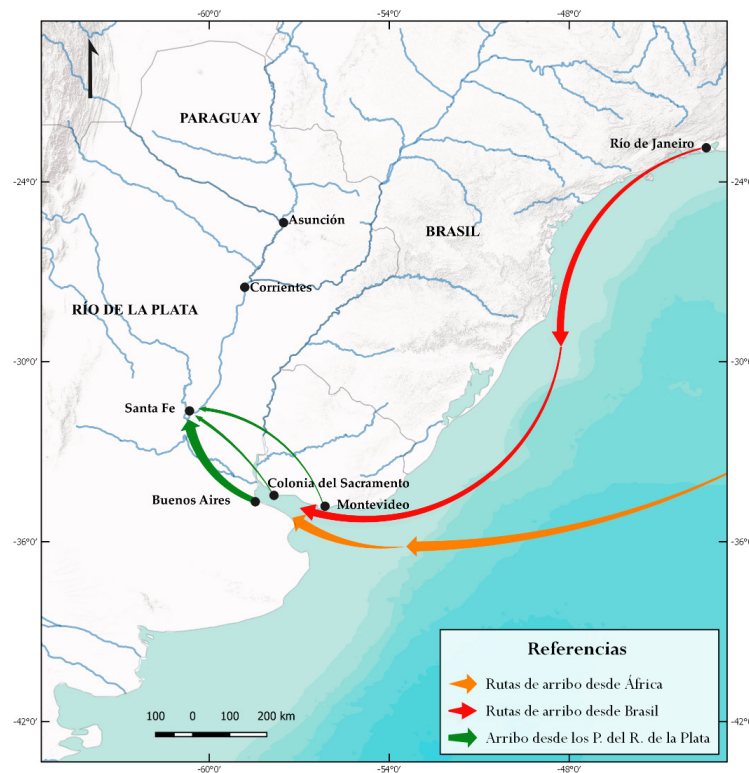 -60°0'
-54°0'
-48°0'
PARAGUAY
Río de Janeiro
-24°0'
-24°0'
Asunción
BRASIL
Corrientes
RÍO DE LA PLATA
-30°0'
-30°0'
Santa Fe
Colonia del Sacramento
Buenos Aires
Montevideo
-36°0'
-36°0'
Referencias
Rutas de arribo desde África
Rutas de arribo desde Brasil
Arribo desde los P. del R. de la Plata
100 0 100 200 km
-42°0'
-42°0'
-60°0'
-54°0'
-48°0'